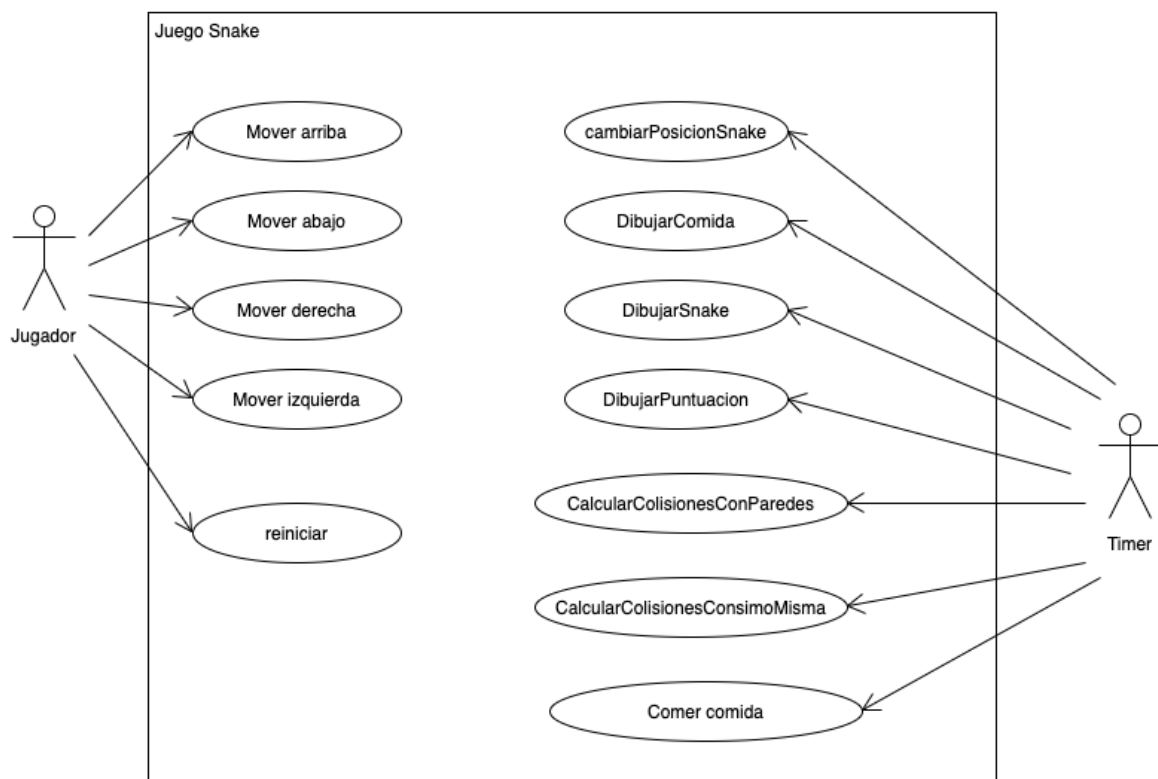 Juego Snake
Mover arriba
cambiarPosicionSnake
Mover abajo
DibujarComida
Mover derecha
DibujarSnake
Jugador
Mover izquierda
DibujarPuntuacion
CalcularColisionesConParedes
reiniciar
Timer
CalcularColisionesConsimoMisma
Comer comida